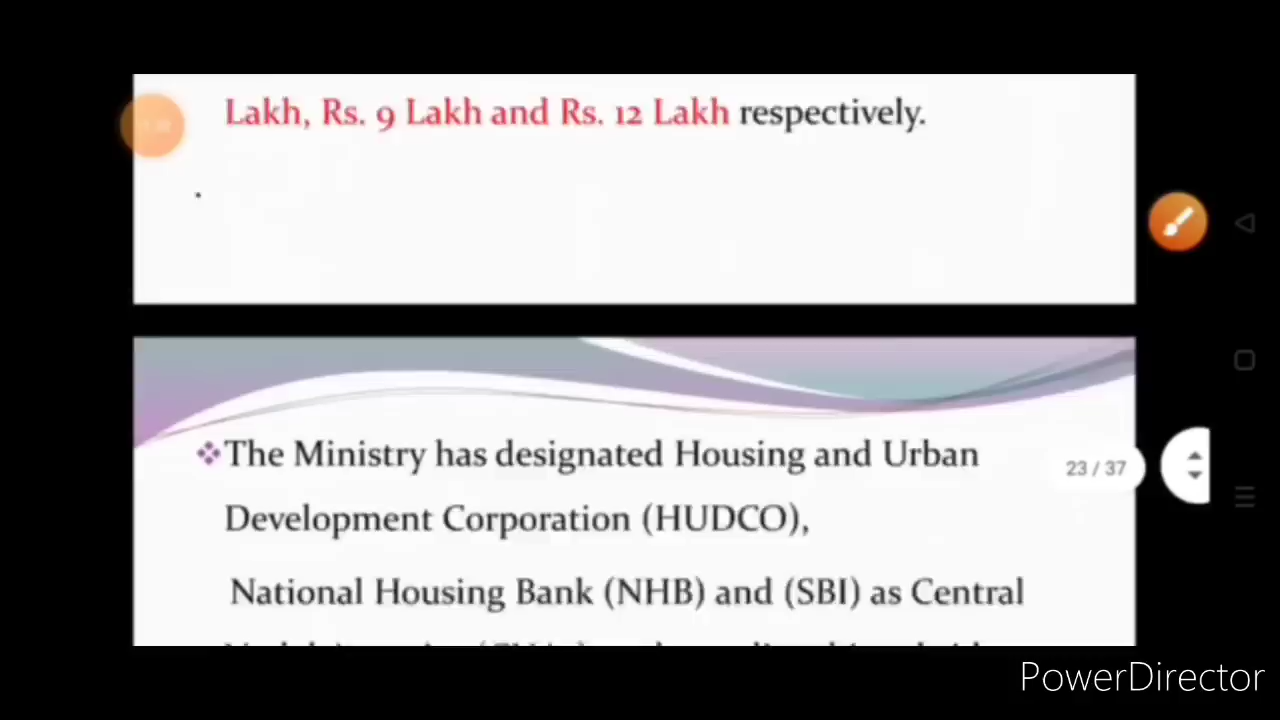 Lakh, Rs. 9 Lakh and Rs. 12 Lakh respectively.
The Ministry has designated Housing and Urban
23 / 37
Development Corporation (HUDCO),
National Housing Bank (NHB) and (SBI) as Central
PowerDirector